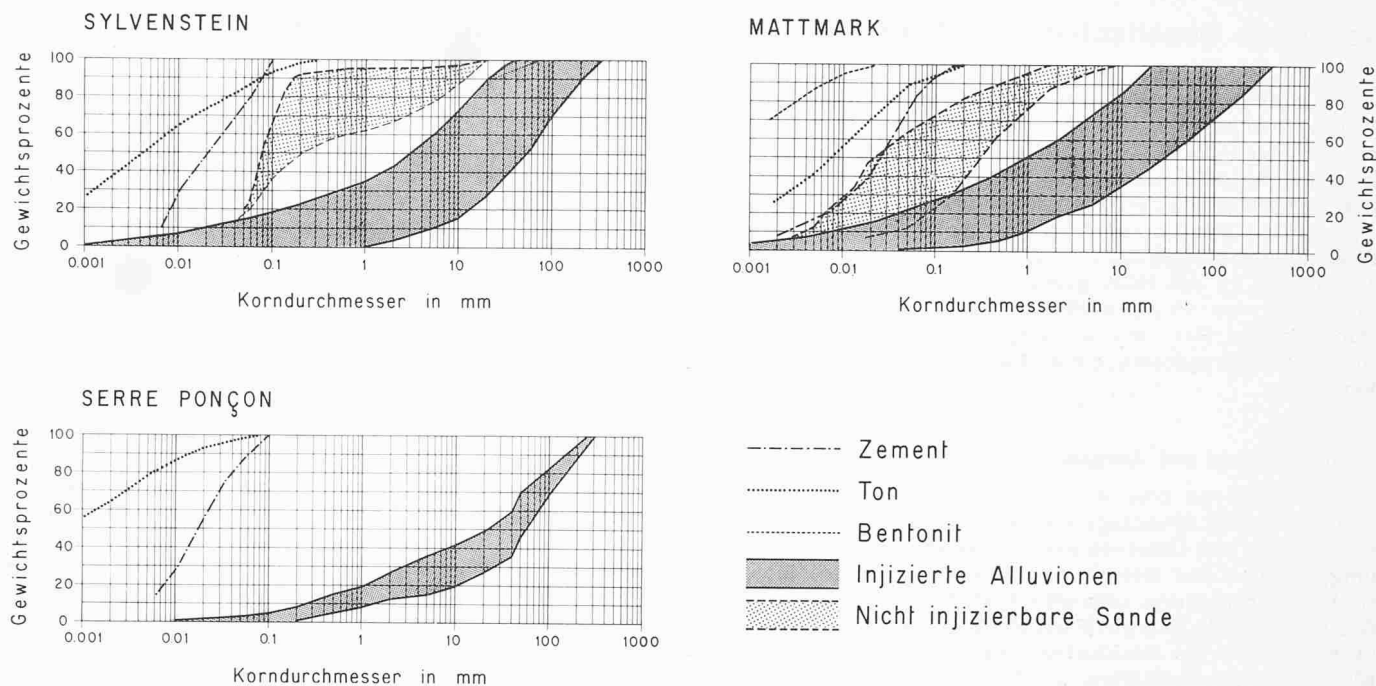 SYLVENSTEIN
Gewichtsprozente
100
80
60
40
20
0
0.001 0.01 0.1 1 10 100 1000
Korndurchmesser in mm
MATTMARK
100
80
60
40
20
0
Gewichtsprozente
0.001 0.01 0.1 1 10 100 1000
Korndurchmesser in mm
SERRE PONÇON
Gewichtsprozente
100
80
60
40
20
0
0.001 0.01 0.1 1 10 100 1000
Korndurchmesser in mm
Zement
Ton
Bentonit
Injizierte Alluvionen
Nicht injizierbare Sande